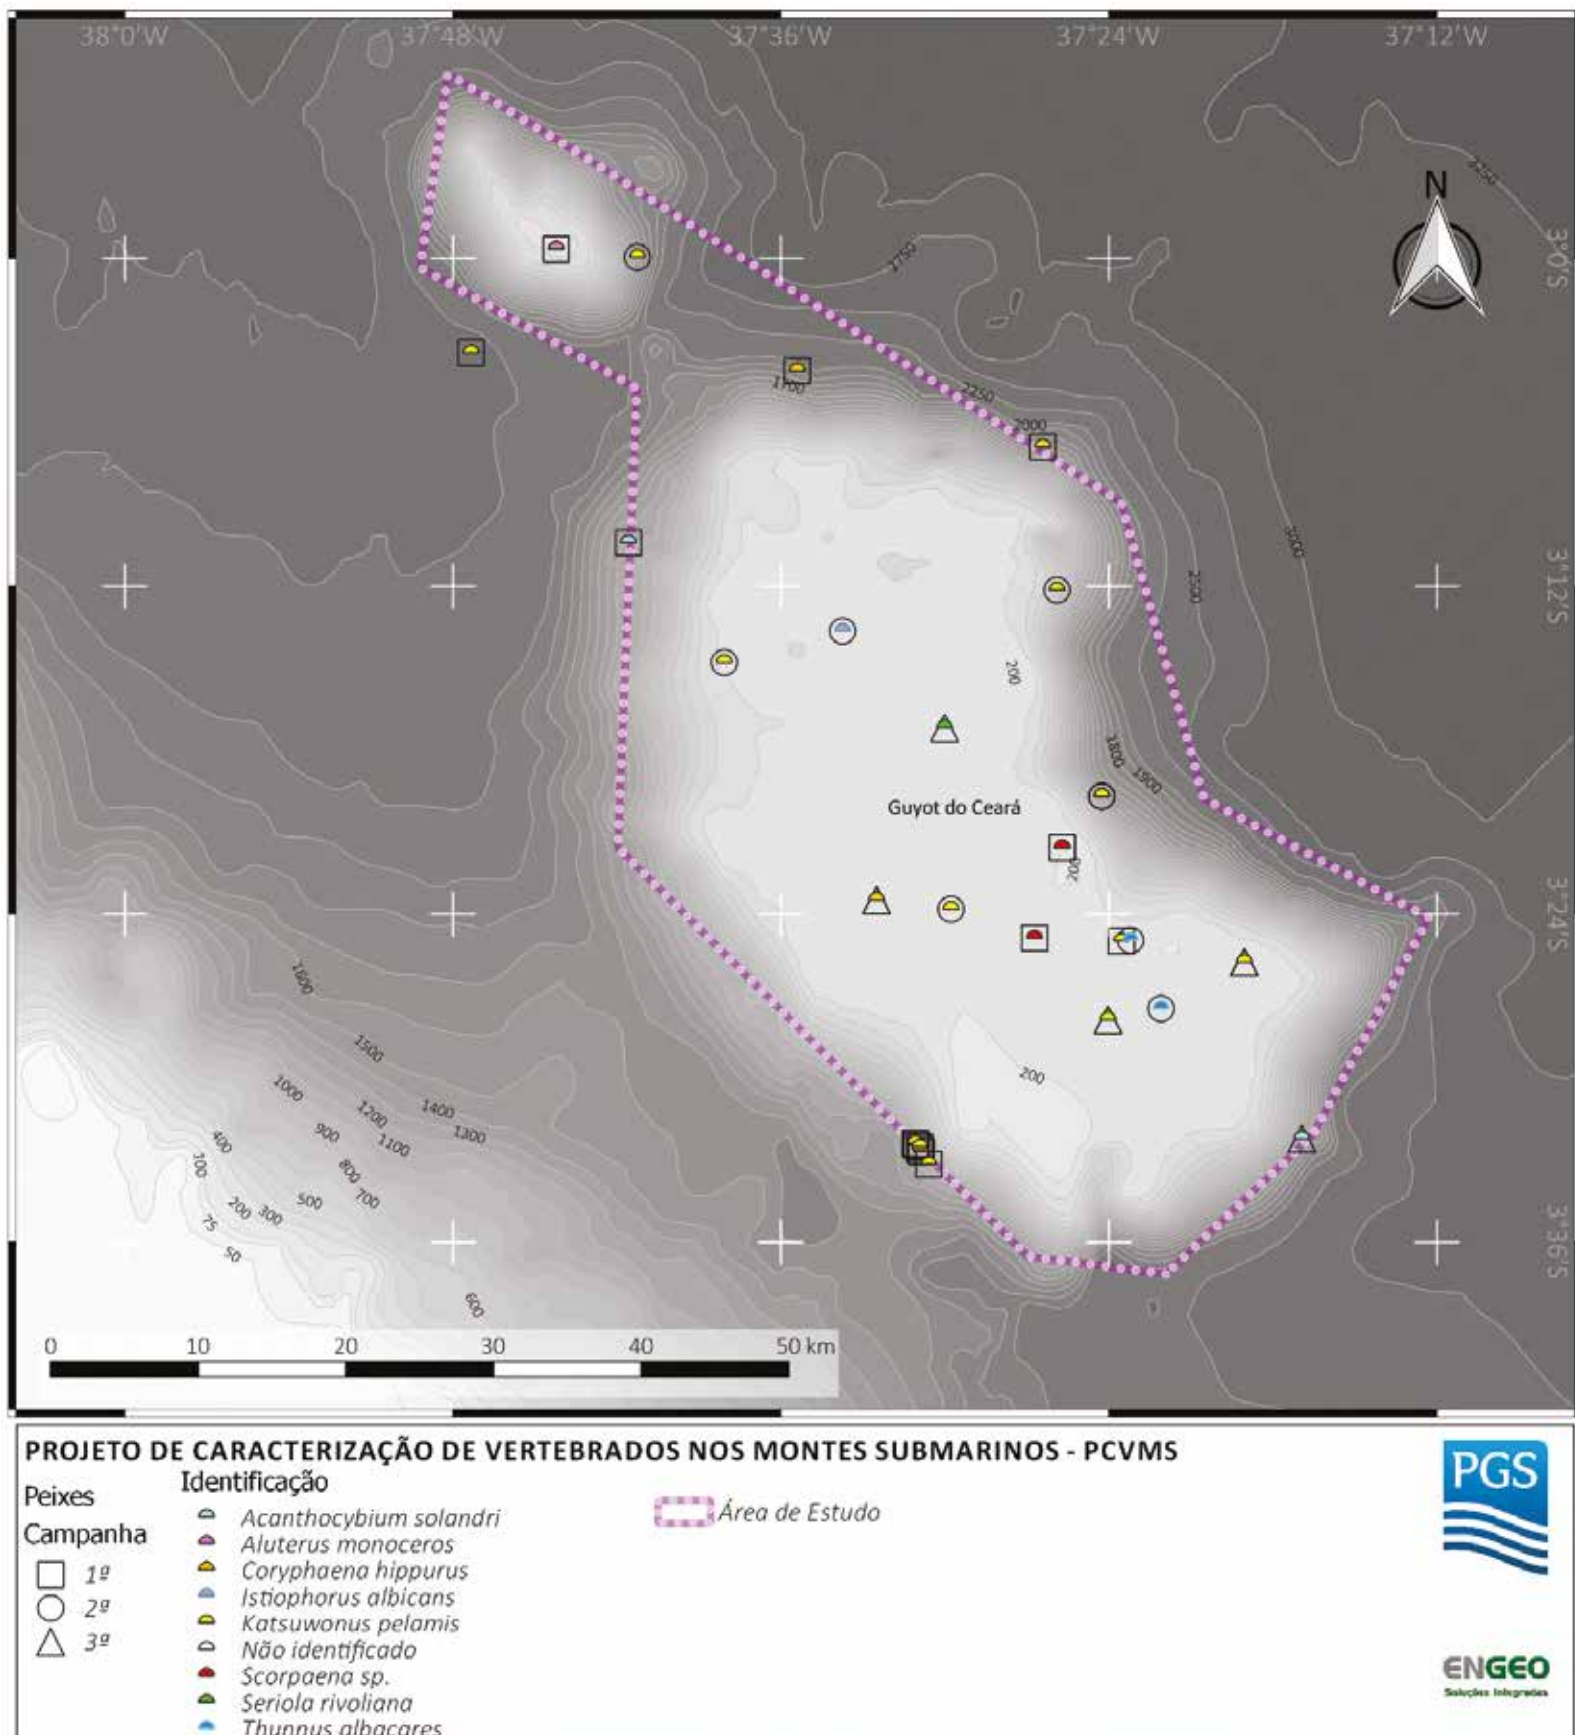 38°0'W 37°48'W 37°36'W 37°24'W 37°12'W
3250
N
2750
3°0'S
1700
2250
2000
3000
2500
3°12'S
200
1800
1900
Guyot do Ceará
200
3°24'S
1600
1500
200
1000
1200
1400
900
1100
1300
400
100
800
700
200
300
500
75
50
3°36'S
600
0 10 20 30 40 50 km
PROJETO DE CARACTERIZAÇÃO DE VERTEBRADOS NOS MONTES SUBMARINOS - PCVMS
Peixes
Campanha
1ª
2ª
3ª
Identificação
Acanthocybium solandri
Aluterus monoceros
Coryphaena hippurus
Istiophorus albicans
Katsuwonus pelamis
Não identificado
Scorpaena sp.
Seriola rivoliana
Thunnus albacares
Área de Estudo
PGS
ENGEO
Soluções Integradas